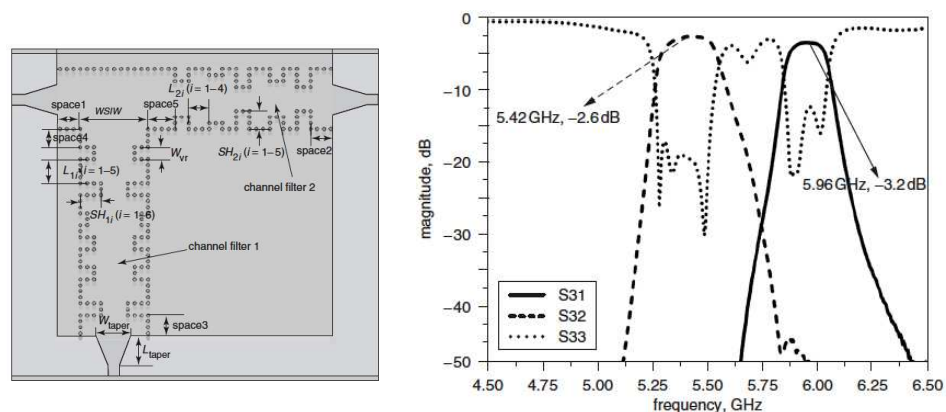 space1
WSIW
space5
L2i (i = 1–4)
space4
Wvr
SH2i (i = 1–5)
space2
L1i (i = 1–5)
channel filter 2
SH1i (i = 1–6)
channel filter 1
Wtaper
space3
Ltaper
0
-10
-20
-30
-40
-50
magnitude, dB
5.42 GHz, –2.6 dB
5.96 GHz, –3.2 dB
S31
S32
S33
4.50 4.75 5.00 5.25 5.50 5.75 6.00 6.25 6.50
frequency, GHz